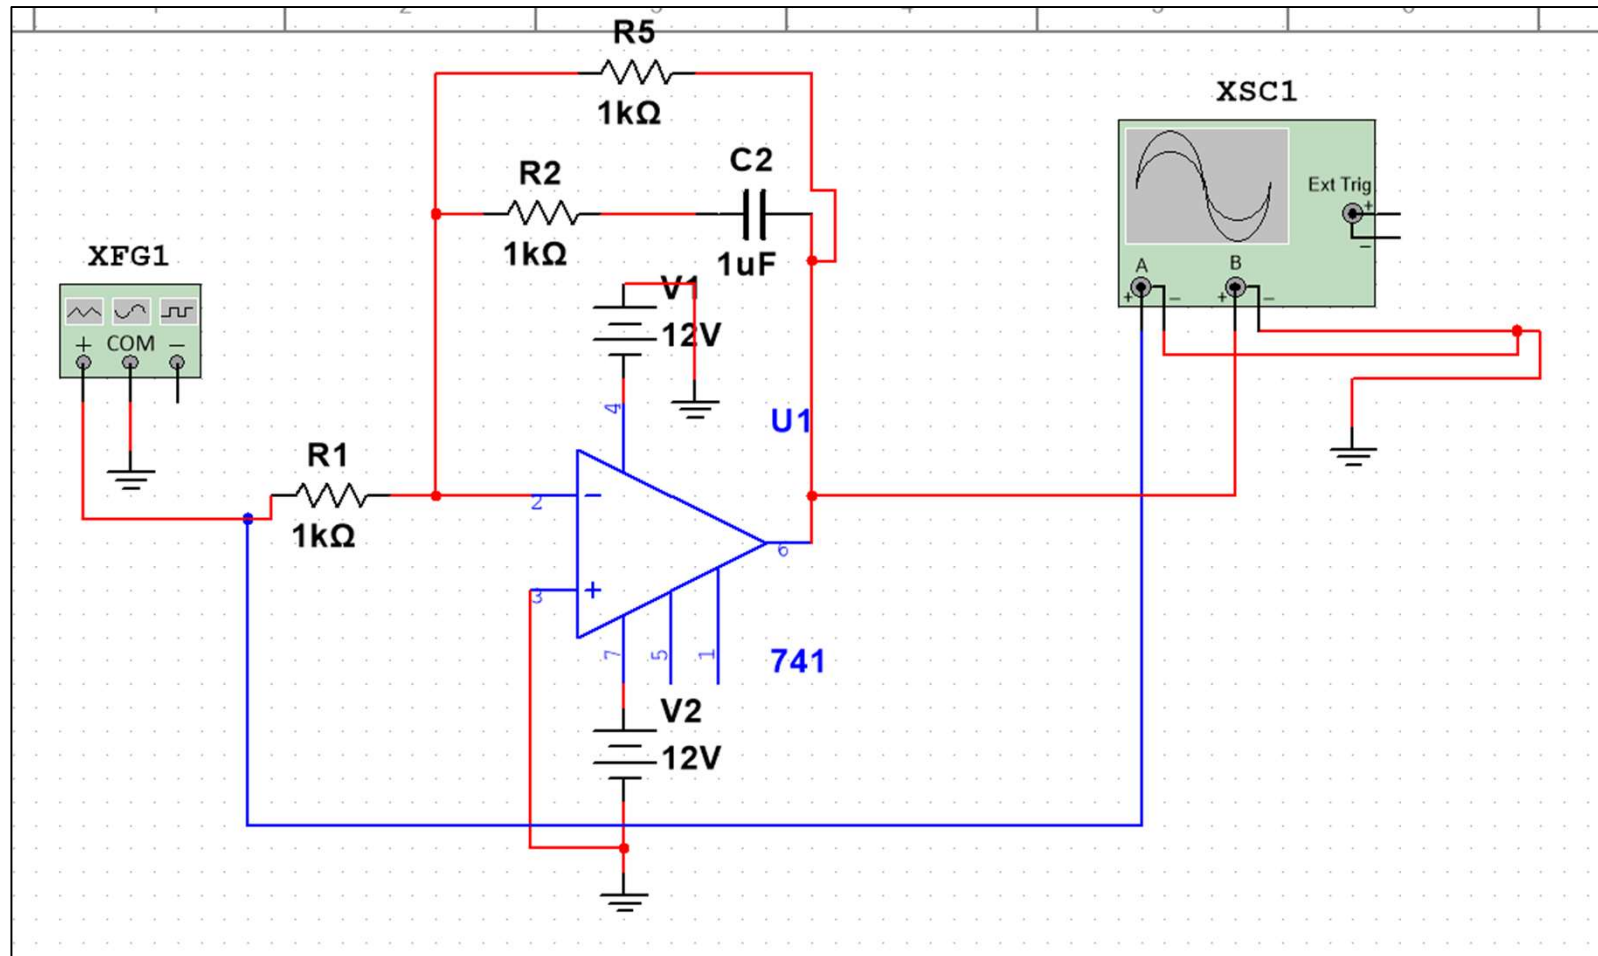 R5
1kΩ
XSC1
R2
C2
Ext Trig
+
1kΩ
1uF
−
XFG1
V1
A
B
+
−
+
−
12V
+
COM
−
4
U1
R1
2
−
1kΩ
6
3
+
7
5
1
741
V2
12V